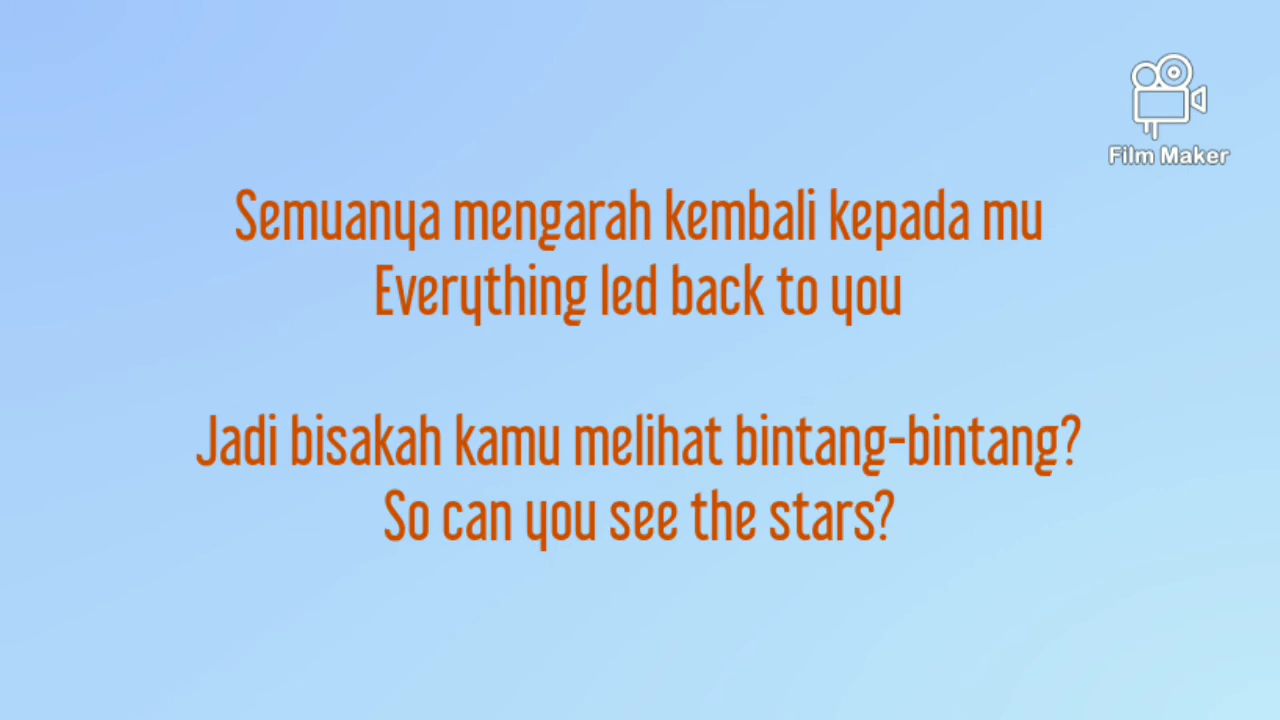 Film Maker
Semuanya mengarah kembali kepada mu
Everything led back to you
Jadi bisakah kamu melihat bintang-bintang?
So can you see the stars?